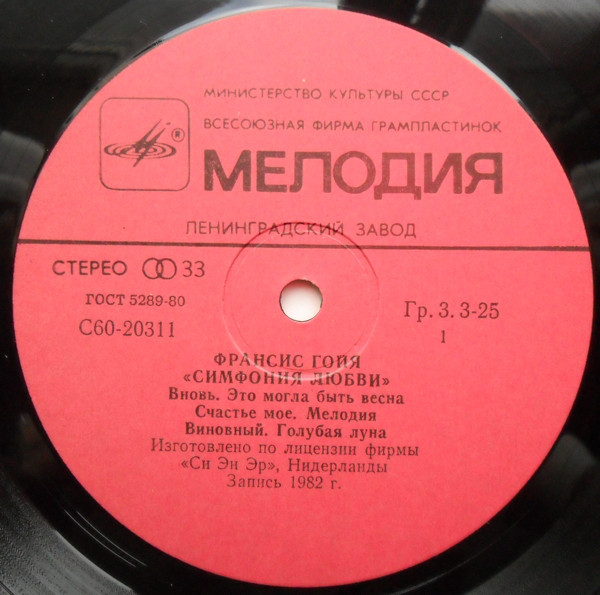 МИНИСТЕРСТВО КУЛЬТУРЫ СССР
®
ВСЕСОЮЗНАЯ ФИРМА ГРАМПЛАСТИНОК
МЕЛОДИЯ
ЛЕНИНГРАДСКИЙ ЗАВОД
СТЕРЕО 33
ГОСТ 5289-80
С60-20311
Гр. 3. 3-25
1
ФРАНСИС ГОЙЯ
«СИМФОНИЯ ЛЮБВИ»
Вновь. Это могла быть весна
Счастье мое. Мелодия
Виновный. Голубая луна
Изготовлено по лицензии фирмы
«Си Эн Эр», Нидерланды
Запись 1982 г.